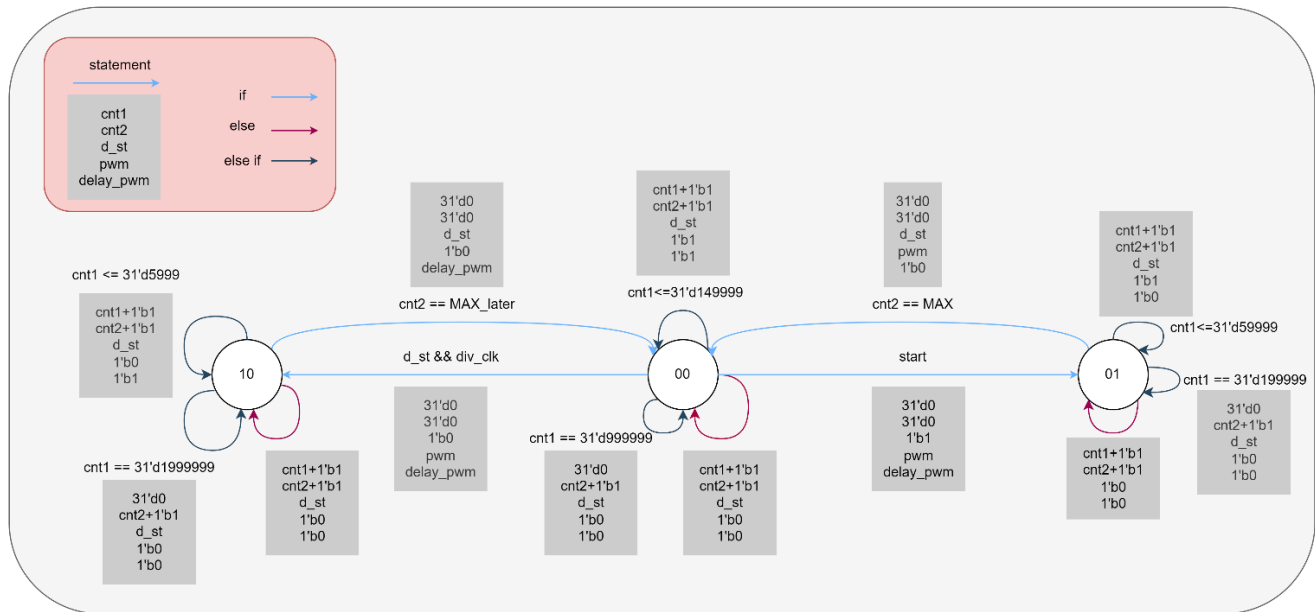 statement
cnt1
cnt2
d_st
pwm
delay_pwm
if
else
else if
31'd0
31'd0
d_st
1'b0
delay_pwm
cnt2 == MAX_later
cnt1+1'b1
cnt2+1'b1
d_st
1'b1
1'b1
cnt1<=31'd149999
31'd0
31'd0
d_st
pwm
1'b0
cnt2 == MAX
cnt1+1'b1
cnt2+1'b1
d_st
1'b1
1'b0
cnt1<=31'd59999
cnt1 <= 31'd5999
cnt1+1'b1
cnt2+1'b1
d_st
1'b0
1'b1
10
d_st && div_clk
00
start
01
cnt1 == 31'd199999
31'd0
cnt2+1'b1
d_st
1'b0
1'b0
cnt1 == 31'd1999999
31'd0
cnt2+1'b1
d_st
1'b0
1'b0
cnt1+1'b1
cnt2+1'b1
d_st
1'b0
1'b0
31'd0
31'd0
1'b0
pwm
delay_pwm
cnt1 == 31'd999999
31'd0
cnt2+1'b1
d_st
1'b0
1'b0
cnt1+1'b1
cnt2+1'b1
d_st
1'b0
1'b0
31'd0
31'd0
1'b1
pwm
delay_pwm
cnt1+1'b1
cnt2+1'b1
1'b0
1'b0